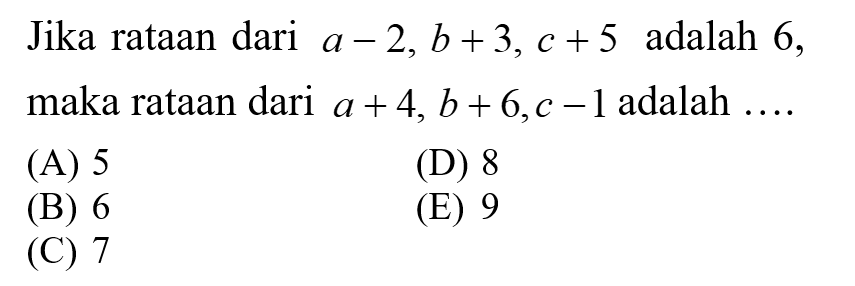 Jika rataan dari a − 2, b + 3, c + 5 adalah 6,
maka rataan dari a + 4, b + 6, c − 1 adalah ....
(A) 5 (D) 8
(B) 6 (E) 9
(C) 7